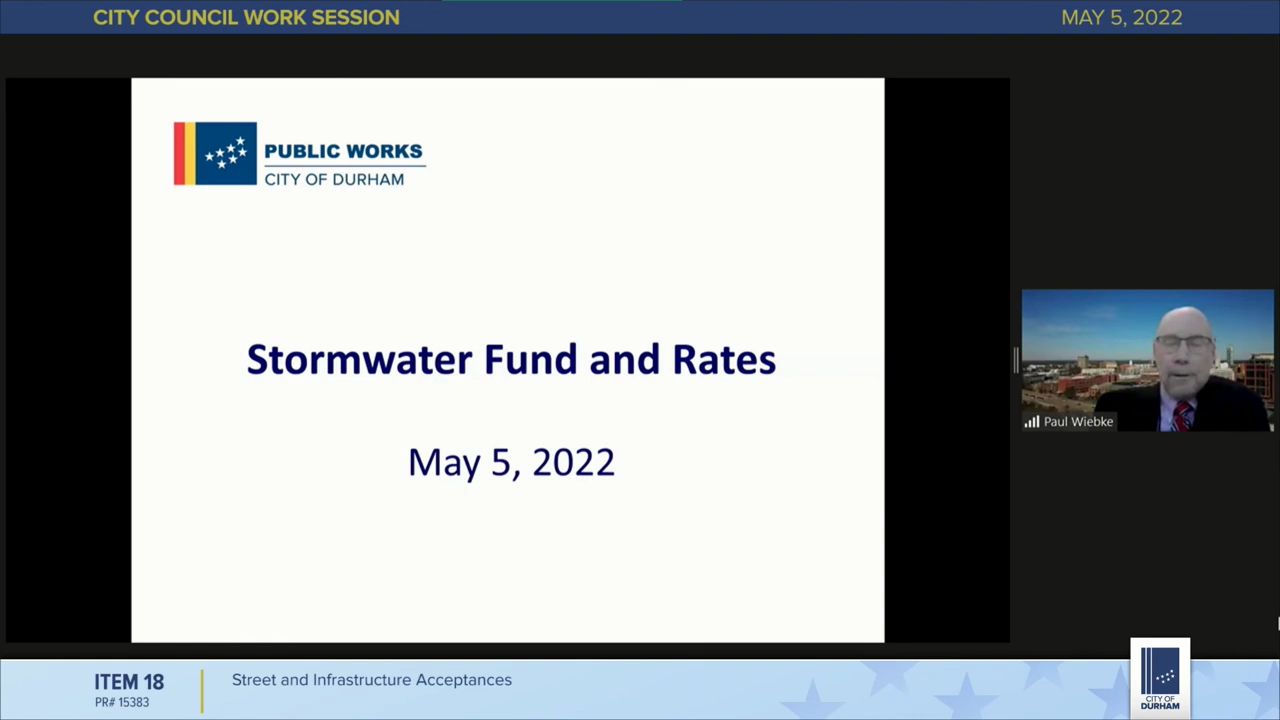 CITY COUNCIL WORK SESSION
MAY 5, 2022
PUBLIC WORKS
CITY OF DURHAM
Stormwater Fund and Rates
May 5, 2022
Paul Wiebke
ITEM 18
PR# 15383
Street and Infrastructure Acceptances
CITY OF
DURHAM